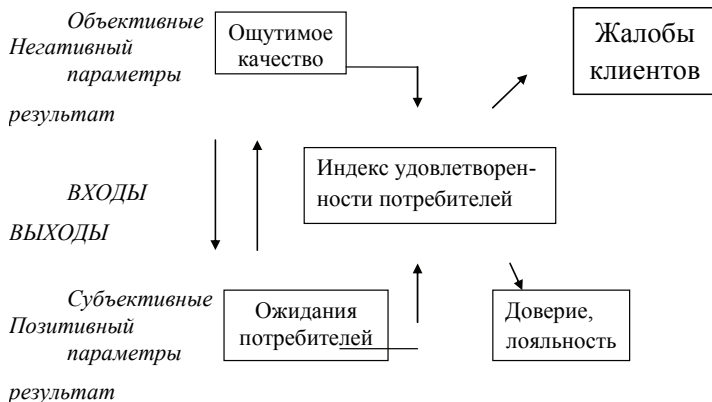 Объективные
Негативный
параметры
результат
Ощутимое
качество
Жалобы
клиентов
ВХОДЫ
ВЫХОДЫ
Индекс удовлетворен-
ности потребителей
Субъективные
Позитивный
параметры
результат
Ожидания
потребителей
Доверие,
лояльность